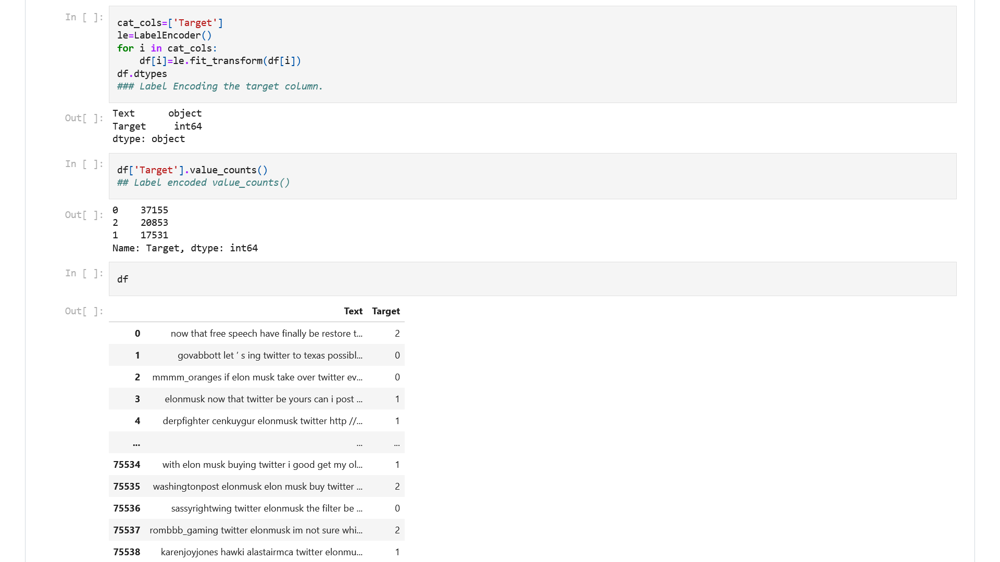 In [ ]:
cat_cols=['Target']
le=LabelEncoder()
for i in cat_cols:
    df[i]=le.fit_transform(df[i])
df.dtypes
### Label Encoding the target column.
Out[ ]:
Text      object
Target     int64
dtype: object
In [ ]:
df['Target'].value_counts()
## Label encoded value_counts()
Out[ ]:
0    37155
2    20853
1    17531
Name: Target, dtype: int64
In [ ]:
df
Out[ ]:
Text Target
0 now that free speech have finally be restore t... 2
1 govabbott let ’ s ing twitter to texas possibl... 0
2 mmmm_oranges if elon musk take over twitter ev... 0
3 elonmusk now that twitter be yours can i post ... 1
4 derpfighter cenkuygur elonmusk twitter http //... 1
... ... ...
75534 with elon musk buying twitter i good get my ol... 1
75535 washingtonpost elonmusk elon musk buy twitter ... 2
75536 sassyrightwing twitter elonmusk the filter be ... 0
75537 rombbb_gaming twitter elonmusk im not sure whi... 2
75538 karenjoyjones hawki alastairmca twitter elonmu... 1